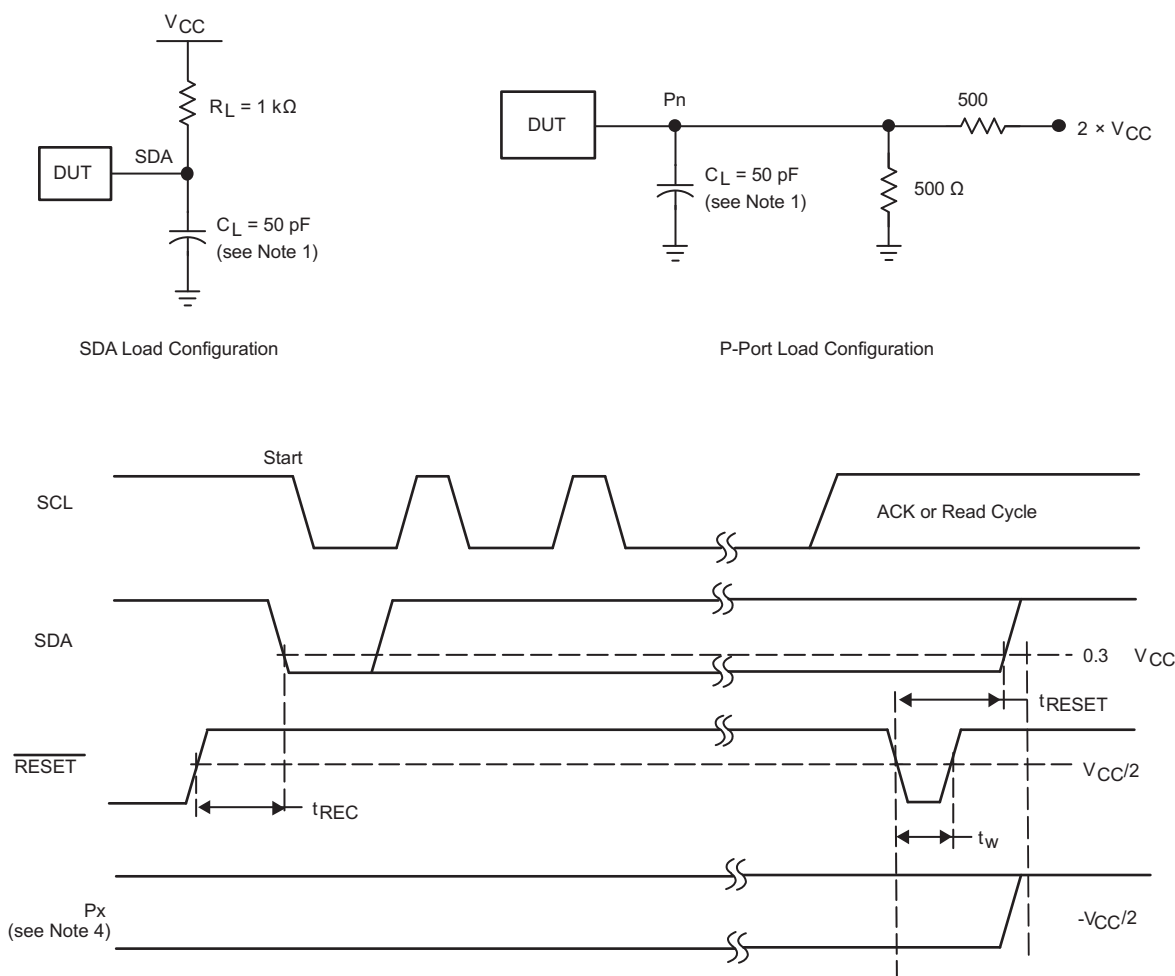 VCC
RL = 1 kΩ
DUT
SDA
CL = 50 pF
(see Note 1)
SDA Load Configuration
DUT
Pn
500
2 × VCC
CL = 50 pF
(see Note 1)
500 Ω
P-Port Load Configuration
Start
SCL
ACK or Read Cycle
SDA
0.3 VCC
tRESET
RESET
VCC/2
tREC
tw
Px
(see Note 4)
-VCC/2